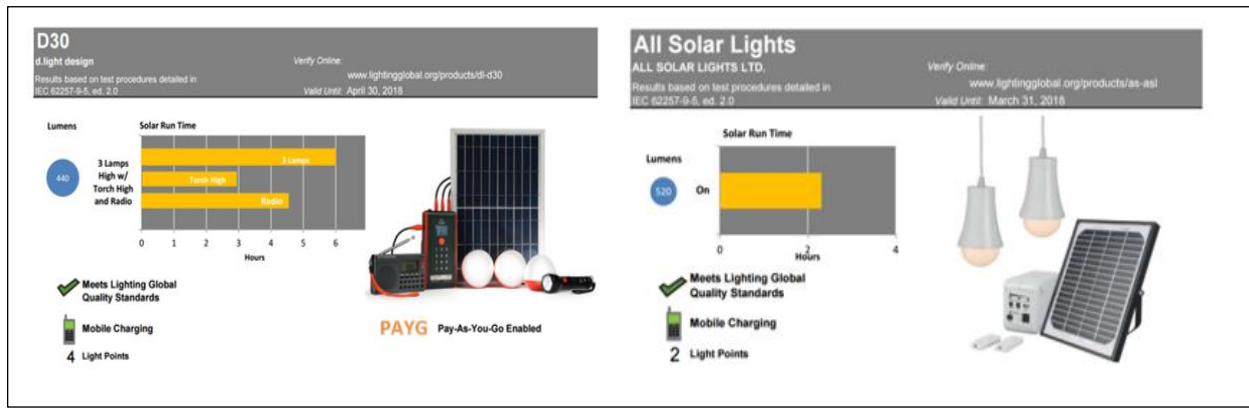 D30
d.light design
Results based on test procedures detailed in
IEC 62257-9-5, ed. 2.0
Verify Online:
www.lightingglobal.org/products/dl-d30
Valid Until: April 30, 2018
Lumens
440
Solar Run Time
3 Lamps
High w/
Torch High
and Radio
3 Lamps
Torch High
Radio
0 1 2 3 4 5 6
Hours
Meets Lighting Global
Quality Standards
Mobile Charging
4 Light Points
PAYG Pay-As-You-Go Enabled
All Solar Lights
ALL SOLAR LIGHTS LTD.
Results based on test procedures detailed in
IEC 62257-9-5, ed. 2.0
Verify Online:
www.lightingglobal.org/products/as-asl
Valid Until: March 31, 2018
Solar Run Time
Lumens
520
On
0 2 4
Hours
Meets Lighting Global
Quality Standards
Mobile Charging
2 Light Points